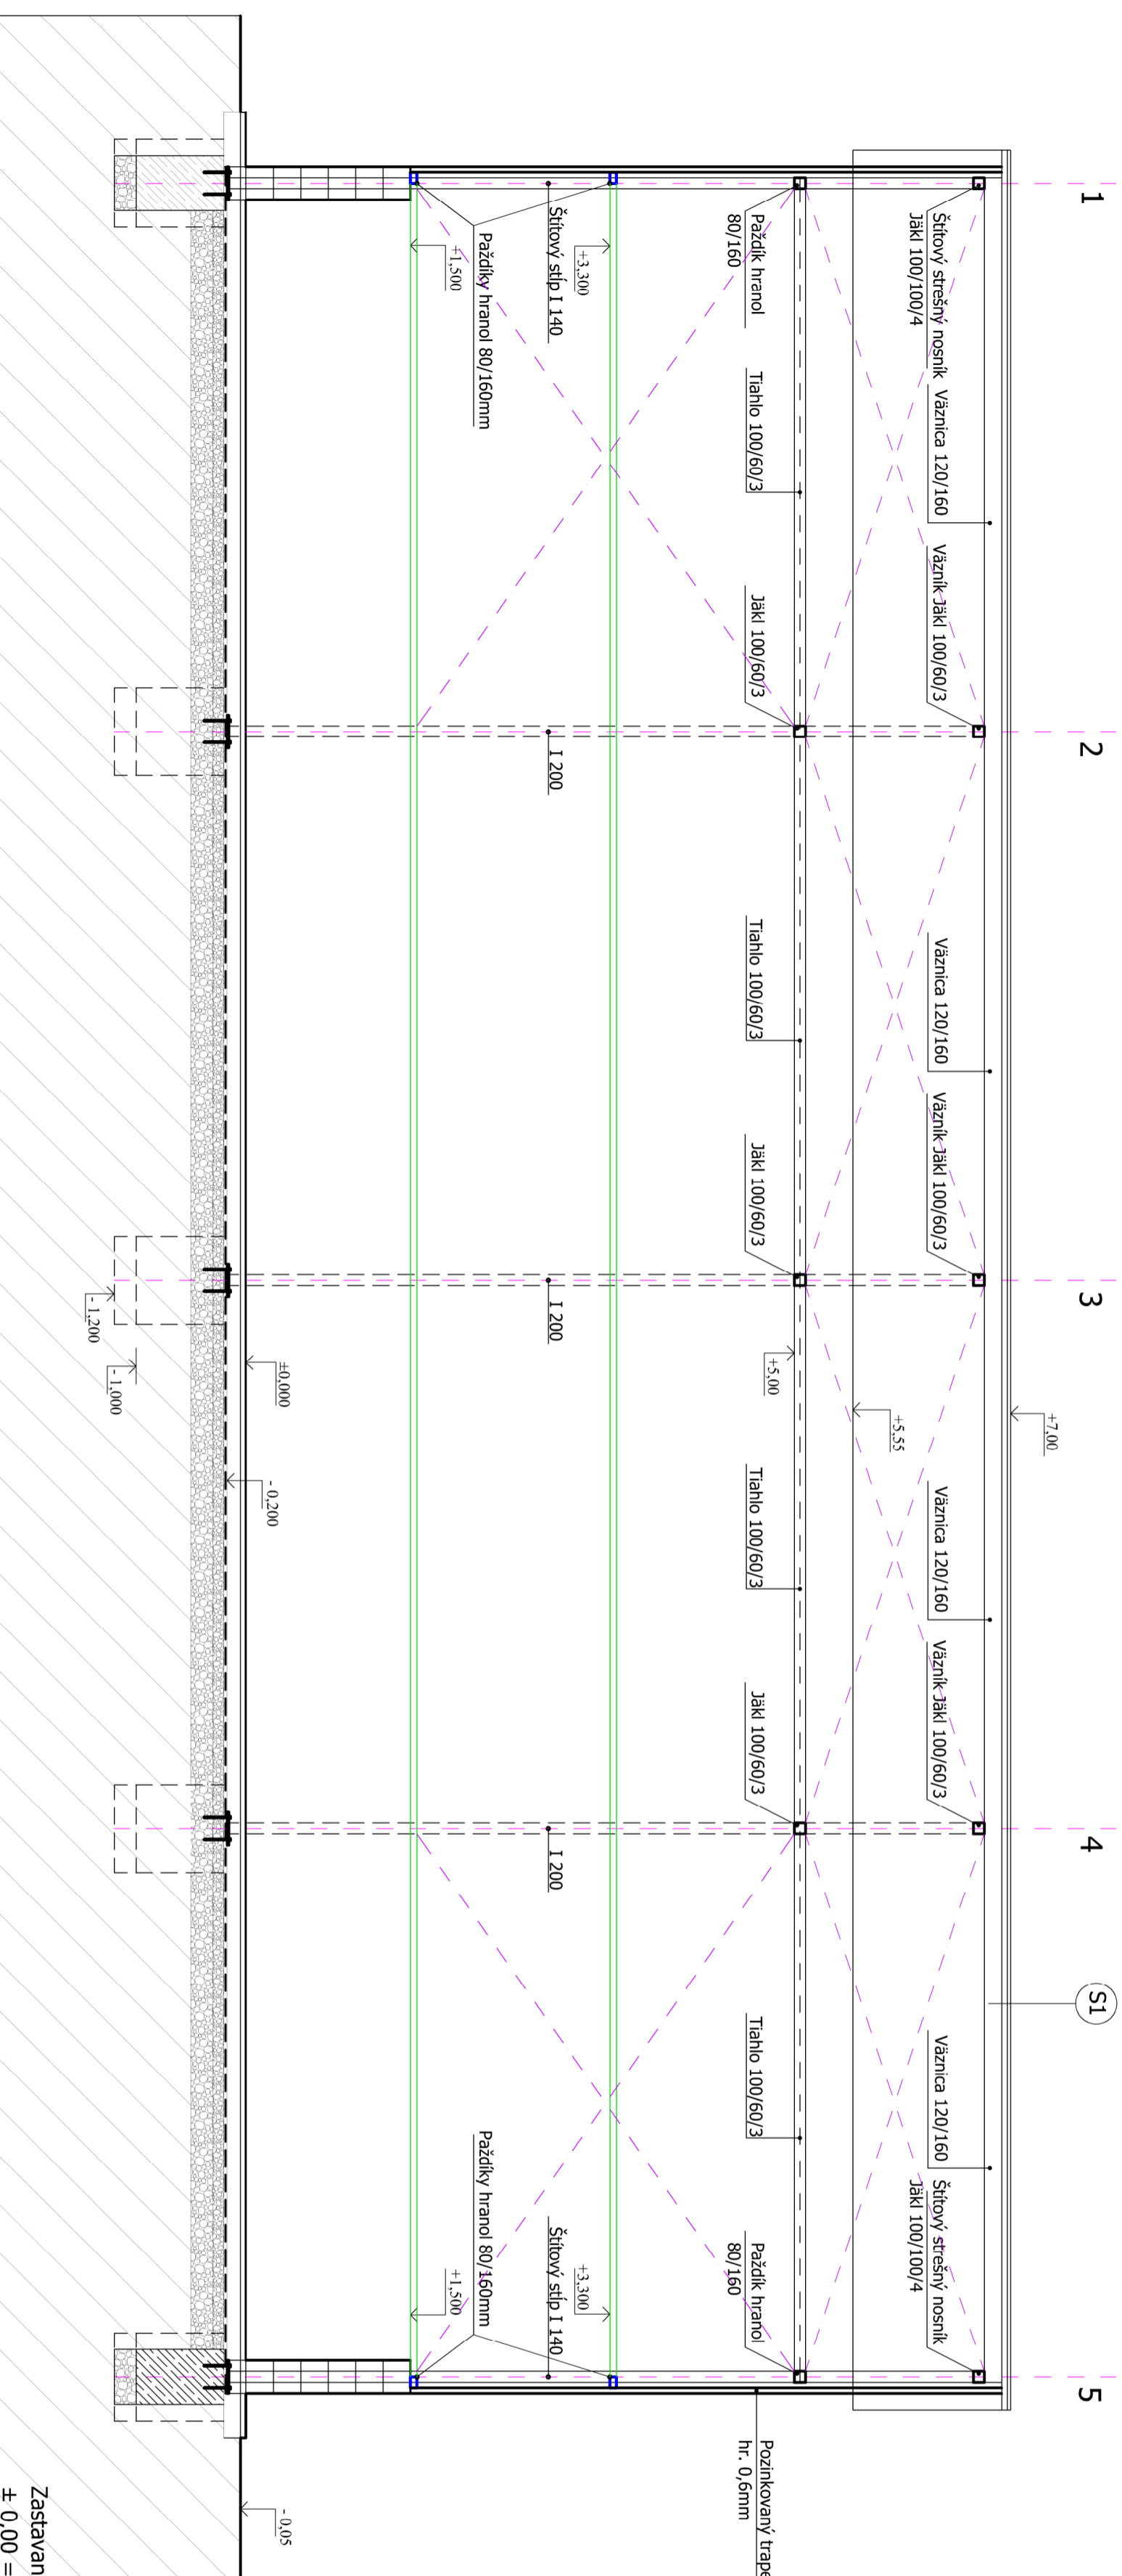 1
2
3
4
5
S1
+7,00
Štítový strešný nosník
Jäkl 100/100/4
Väznica 120/160
Väzník Jäkl 100/60/3
Väznica 120/160
Väzník Jäkl 100/60/3
Väznica 120/160
Väzník Jäkl 100/60/3
Väznica 120/160
Štítový strešný nosník
Jäkl 100/100/4
+5,55
+5,00
Paždík hranol
80/160
Tiahlo 100/60/3
Jäkl 100/60/3
Tiahlo 100/60/3
Jäkl 100/60/3
Tiahlo 100/60/3
Jäkl 100/60/3
Tiahlo 100/60/3
Paždík hranol
80/160
Pozinkovaný trape
hr. 0,6mm
+3,300
Štítový stĺp I 140
I 200
I 200
I 200
+3,300
Štítový stĺp I 140
Paždíky hranol 80/160mm
+1,500
Paždíky hranol 80/160mm
+1,500
±0,000
- 0,200
- 0,05
- 1,000
- 1,200
Zastavan
± 0,00 =